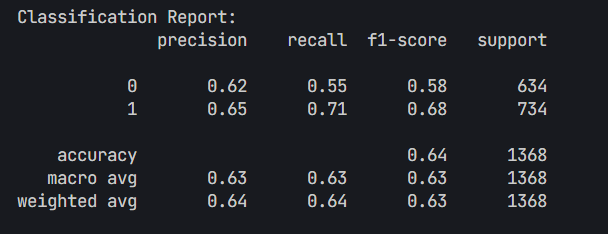 Classification Report:
precision recall f1-score support
0 0.62 0.55 0.58 634
1 0.65 0.71 0.68 734
accuracy 0.64 1368
macro avg 0.63 0.63 0.63 1368
weighted avg 0.64 0.64 0.63 1368